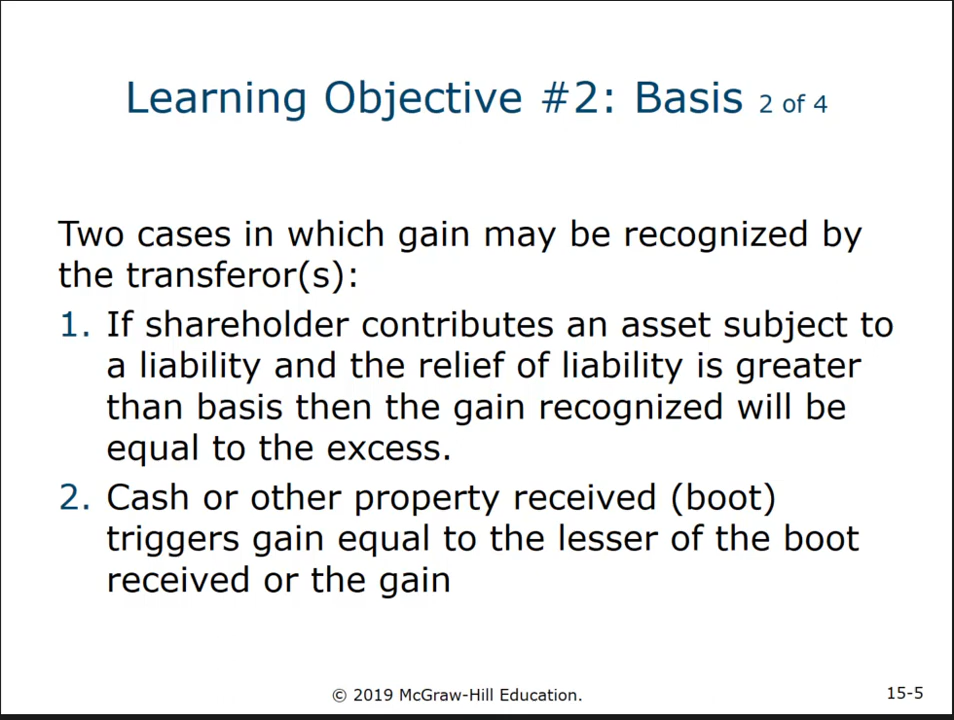 Learning Objective #2: Basis 2 of 4
Two cases in which gain may be recognized by
the transferor(s):
1. If shareholder contributes an asset subject to
a liability and the relief of liability is greater
than basis then the gain recognized will be
equal to the excess.
2. Cash or other property received (boot)
triggers gain equal to the lesser of the boot
received or the gain
© 2019 McGraw-Hill Education.
15-5